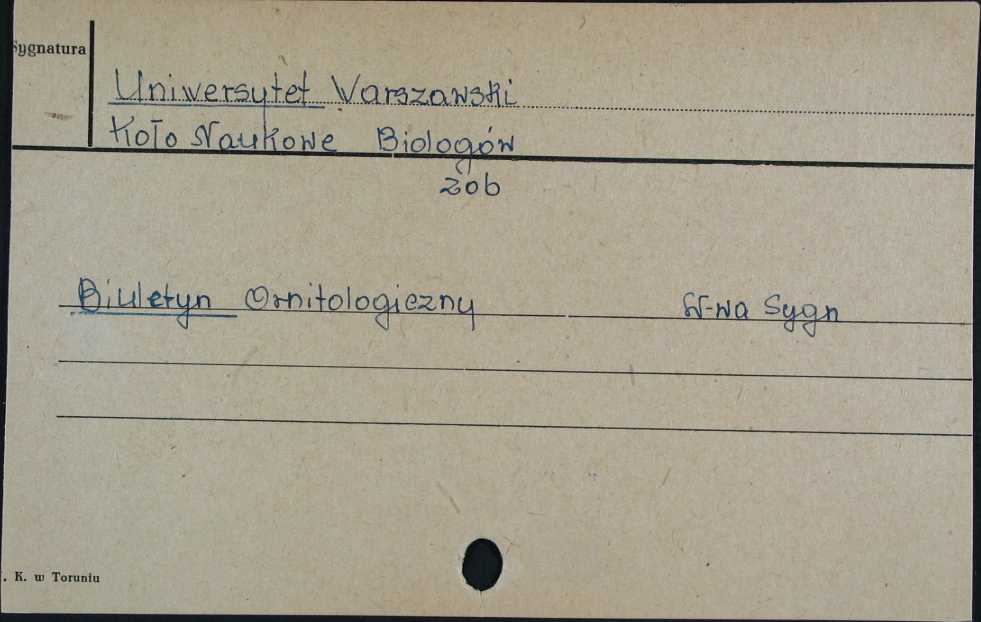 Sygnatura
Uniwersytet Warszawski
Koło Naukowe Biologów
zob
Biuletyn Ornitologiczny W-wa Sygn
. K. w Toruniu